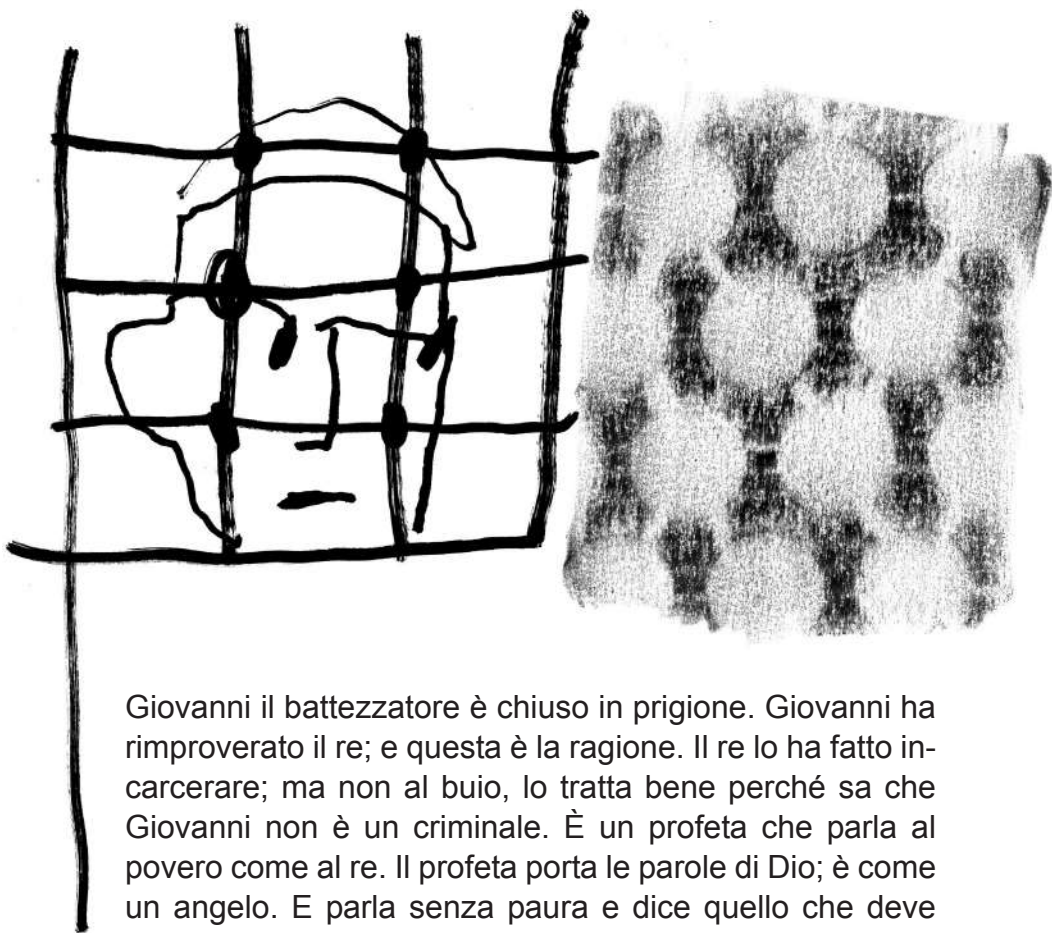 Giovanni il battezzatore è chiuso in prigione. Giovanni ha
rimproverato il re; e questa è la ragione. Il re lo ha fatto in-
carcerare; ma non al buio, lo tratta bene perché sa che
Giovanni non è un criminale. È un profeta che parla al
povero come al re. Il profeta porta le parole di Dio; è come
un angelo. E parla senza paura e dice quello che deve